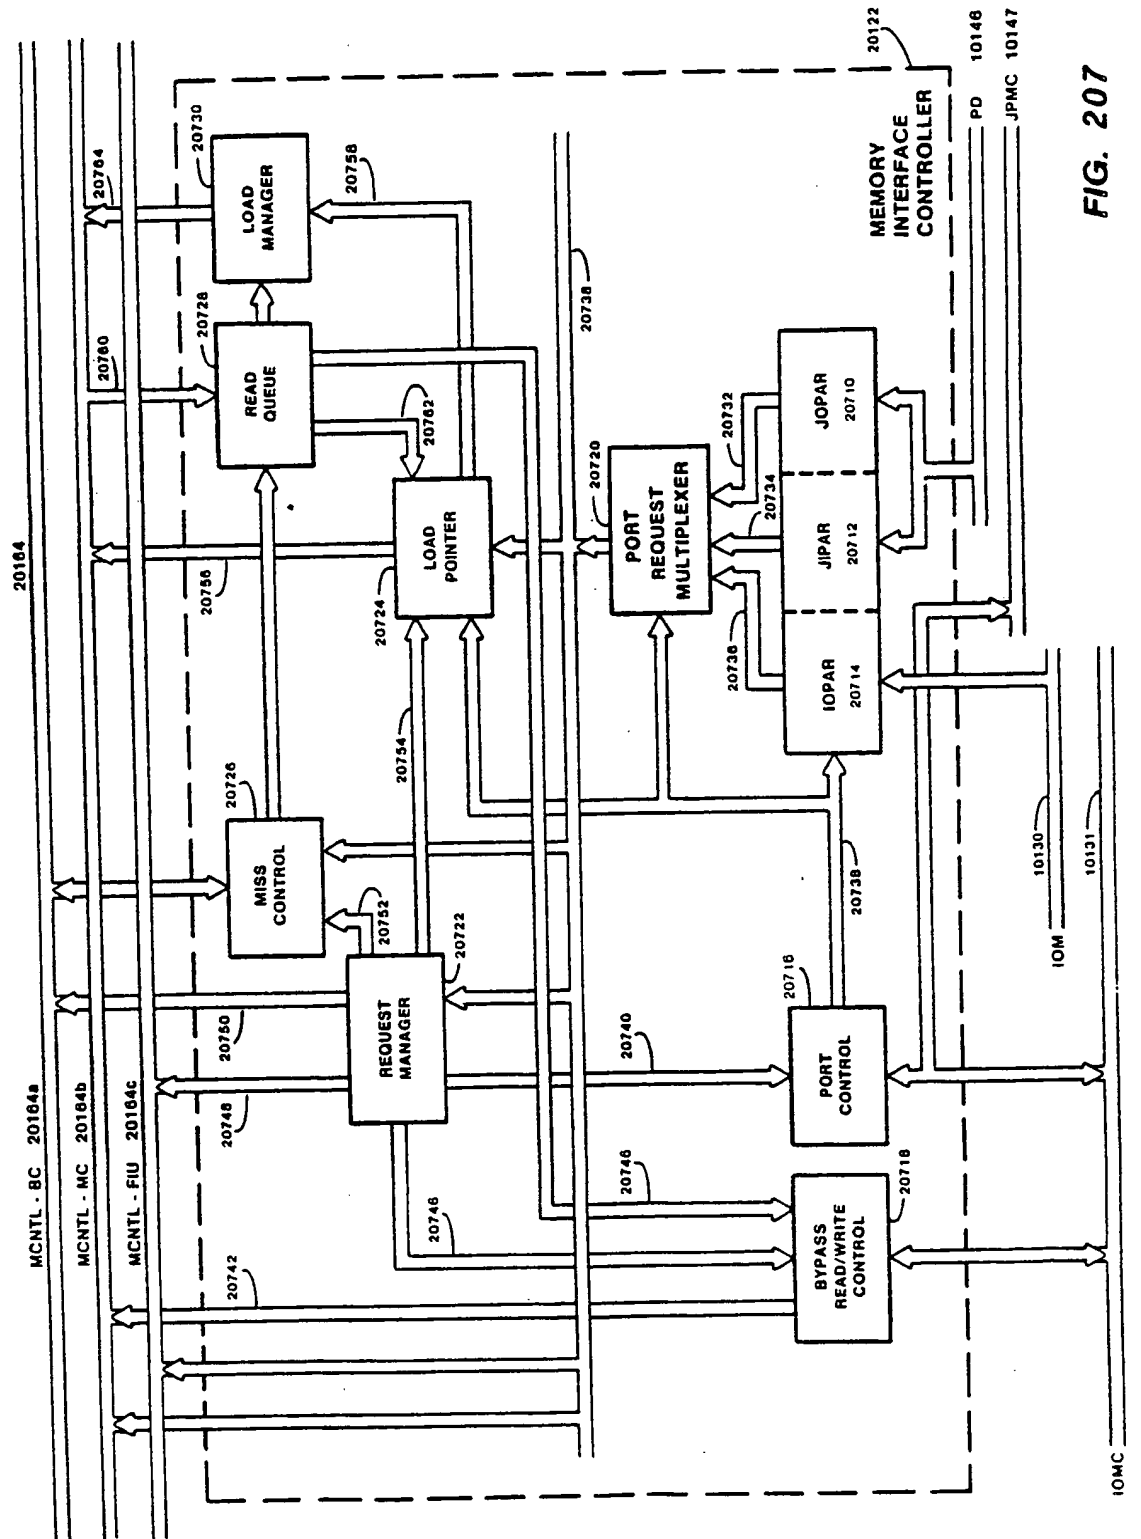 20164
MCNTL - BC 20164a
MCNTL - MC 20164b
MCNTL - FIU 20164c
20742
20748
20750
20756
20760
20764
MISS
CONTROL
20726
READ
QUEUE
20728
LOAD
MANAGER
20730
20752
REQUEST
MANAGER
20722
20754
LOAD
POINTER
20724
20762
20758
20746
20740
20746
20738
PORT
REQUEST
MULTIPLEXER
20720
20736
20734
20732
IOPAR
20714
JIPAR
20712
JOPAR
20710
BYPASS
READ/WRITE
CONTROL
20718
PORT
CONTROL
20716
20738
MEMORY
INTERFACE
CONTROLLER
20122
PD 10146
JPMC 10147
IOM
10130
10131
IOMC
FIG. 207